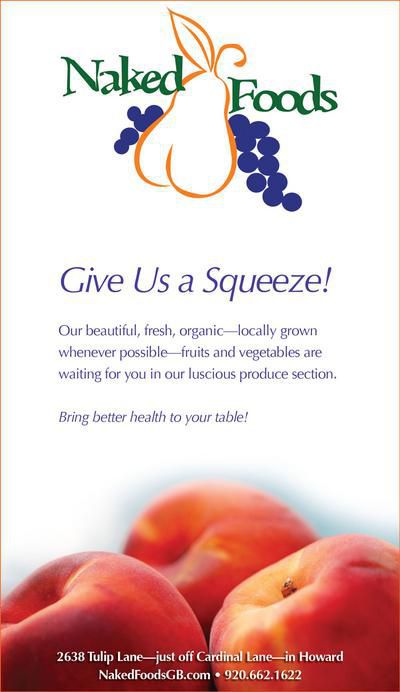 Naked Foods
Give Us a Squeeze!
Our beautiful, fresh, organic—locally grown
whenever possible—fruits and vegetables are
waiting for you in our luscious produce section.
Bring better health to your table!
2638 Tulip Lane—just off Cardinal Lane—in Howard
NakedFoodsGB.com • 920.662.1622